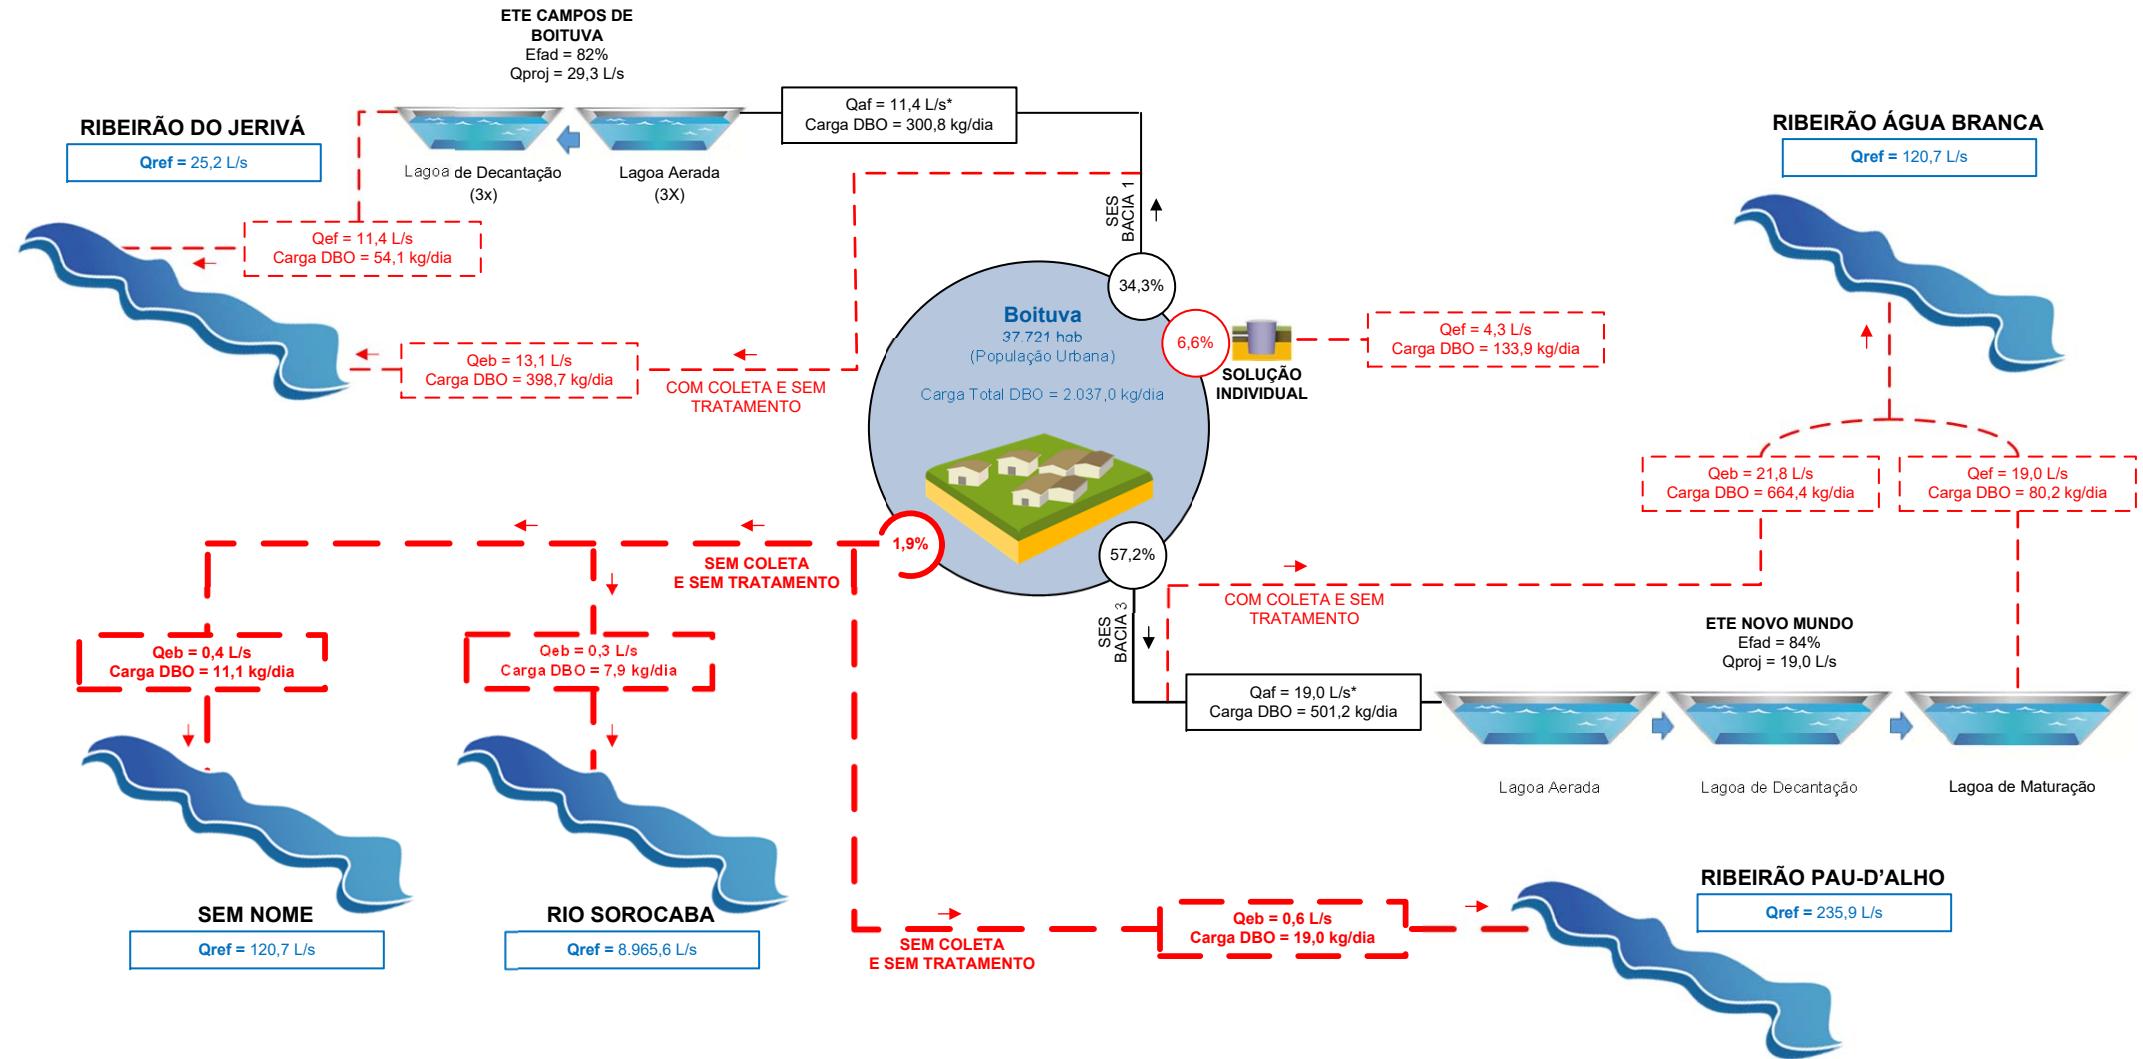 ETE CAMPOS DE
BOITUVA
Efad = 82%
Qproj = 29,3 L/s
RIBEIRÃO DO JERIVÁ
Qref = 25,2 L/s
Lagoa de Decantação
(3x)
Lagoa Aerada
(3X)
Qaf = 11,4 L/s*
Carga DBO = 300,8 kg/dia
RIBEIRÃO ÁGUA BRANCA
Qref = 120,7 L/s
SES
BACIA 1
Qef = 11,4 L/s
Carga DBO = 54,1 kg/dia
34,3%
Boituva
37.721 hab
(População Urbana)
Carga Total DBO = 2.037,0 kg/dia
6,6%
SOLUÇÃO
INDIVIDUAL
Qef = 4,3 L/s
Carga DBO = 133,9 kg/dia
Qeb = 13,1 L/s
Carga DBO = 398,7 kg/dia
COM COLETA E SEM
TRATAMENTO
Qeb = 21,8 L/s
Carga DBO = 664,4 kg/dia
Qef = 19,0 L/s
Carga DBO = 80,2 kg/dia
1,9%
57,2%
SEM COLETA
E SEM TRATAMENTO
COM COLETA E SEM
TRATAMENTO
SES
BACIA 3
ETE NOVO MUNDO
Efad = 84%
Qproj = 19,0 L/s
Qeb = 0,4 L/s
Carga DBO = 11,1 kg/dia
Qeb = 0,3 L/s
Carga DBO = 7,9 kg/dia
Qaf = 19,0 L/s*
Carga DBO = 501,2 kg/dia
Lagoa Aerada
Lagoa de Decantação
Lagoa de Maturação
SEM NOME
Qref = 120,7 L/s
RIO SOROCABA
Qref = 8.965,6 L/s
SEM COLETA
E SEM TRATAMENTO
Qeb = 0,6 L/s
Carga DBO = 19,0 kg/dia
RIBEIRÃO PAU-D'ALHO
Qref = 235,9 L/s